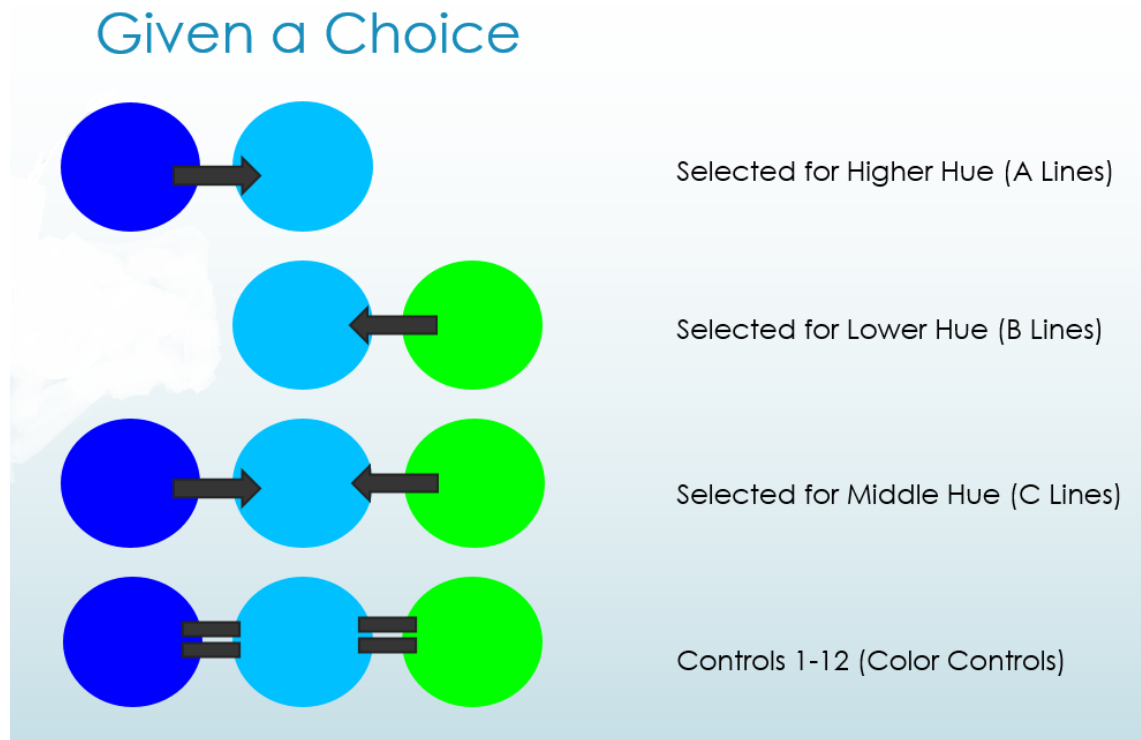 Given a Choice
Selected for Higher Hue (A Lines)
Selected for Lower Hue (B Lines)
Selected for Middle Hue (C Lines)
Controls 1-12 (Color Controls)